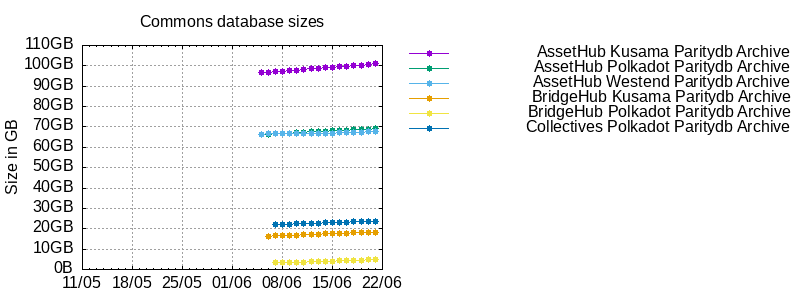 Commons database sizes
110GB
100GB
90GB
80GB
70GB
60GB
50GB
40GB
30GB
20GB
10GB
0B
Size in GB
11/05 18/05 25/05 01/06 08/06 15/06 22/06
AssetHub Kusama Paritydb Archive
AssetHub Polkadot Paritydb Archive
AssetHub Westend Paritydb Archive
BridgeHub Kusama Paritydb Archive
BridgeHub Polkadot Paritydb Archive
Collectives Polkadot Paritydb Archive